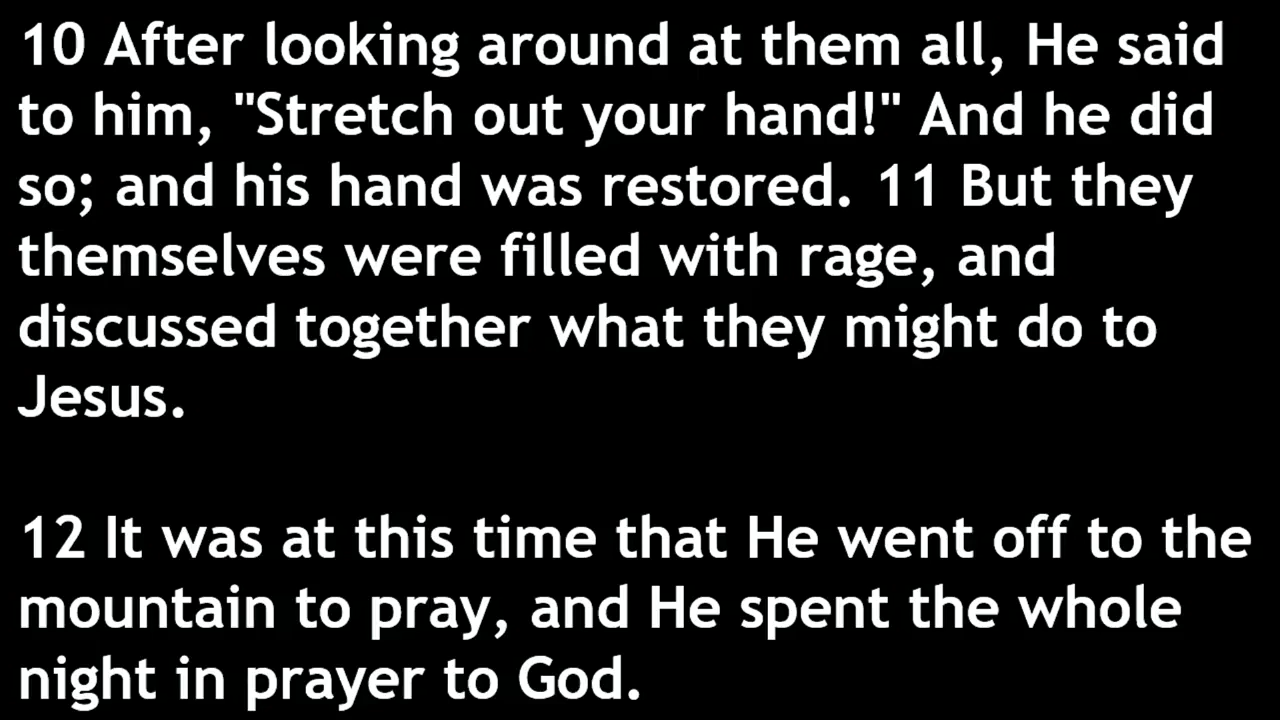 10 After looking around at them all, He said
to him, "Stretch out your hand!" And he did
so; and his hand was restored. 11 But they
themselves were filled with rage, and
discussed together what they might do to
Jesus.
12 It was at this time that He went off to the
mountain to pray, and He spent the whole
night in prayer to God.